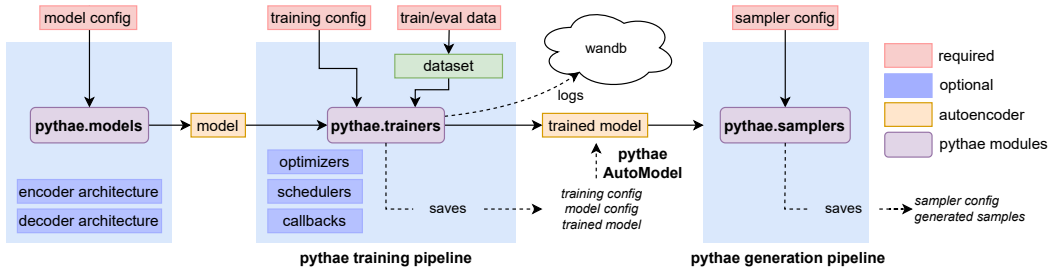 model config
training config
train/eval data
sampler config
wandb
required
dataset
optional
logs
autoencoder
pythae.models
model
pythae.trainers
trained model
pythae.samplers
pythae modules
optimizers
pythae
AutoModel
encoder architecture
schedulers
training config
model config
trained model
decoder architecture
callbacks
saves
saves
sampler config
generated samples
pythae training pipeline
pythae generation pipeline